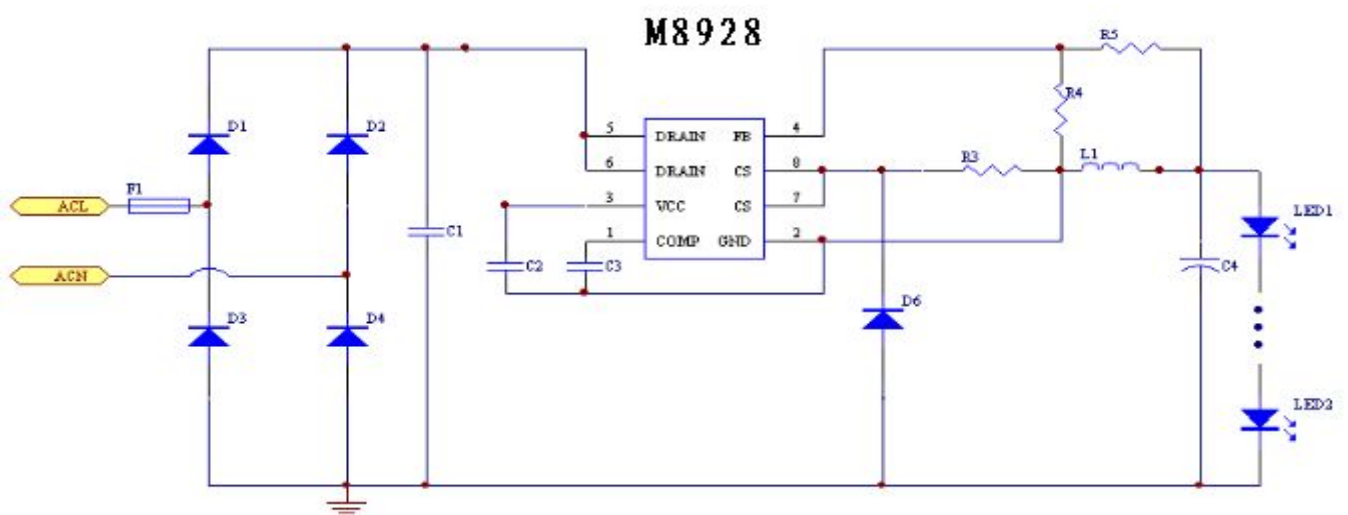 M8928
R5
R4
D1
D2
5 DRAIN FB 4
6 DRAIN CS 8
R3
L1
F1
ACL
3 VCC CS 7
LED1
C1
1 COMP GND 2
C2
C3
C4
ACN
D6
D3
D4
LED2